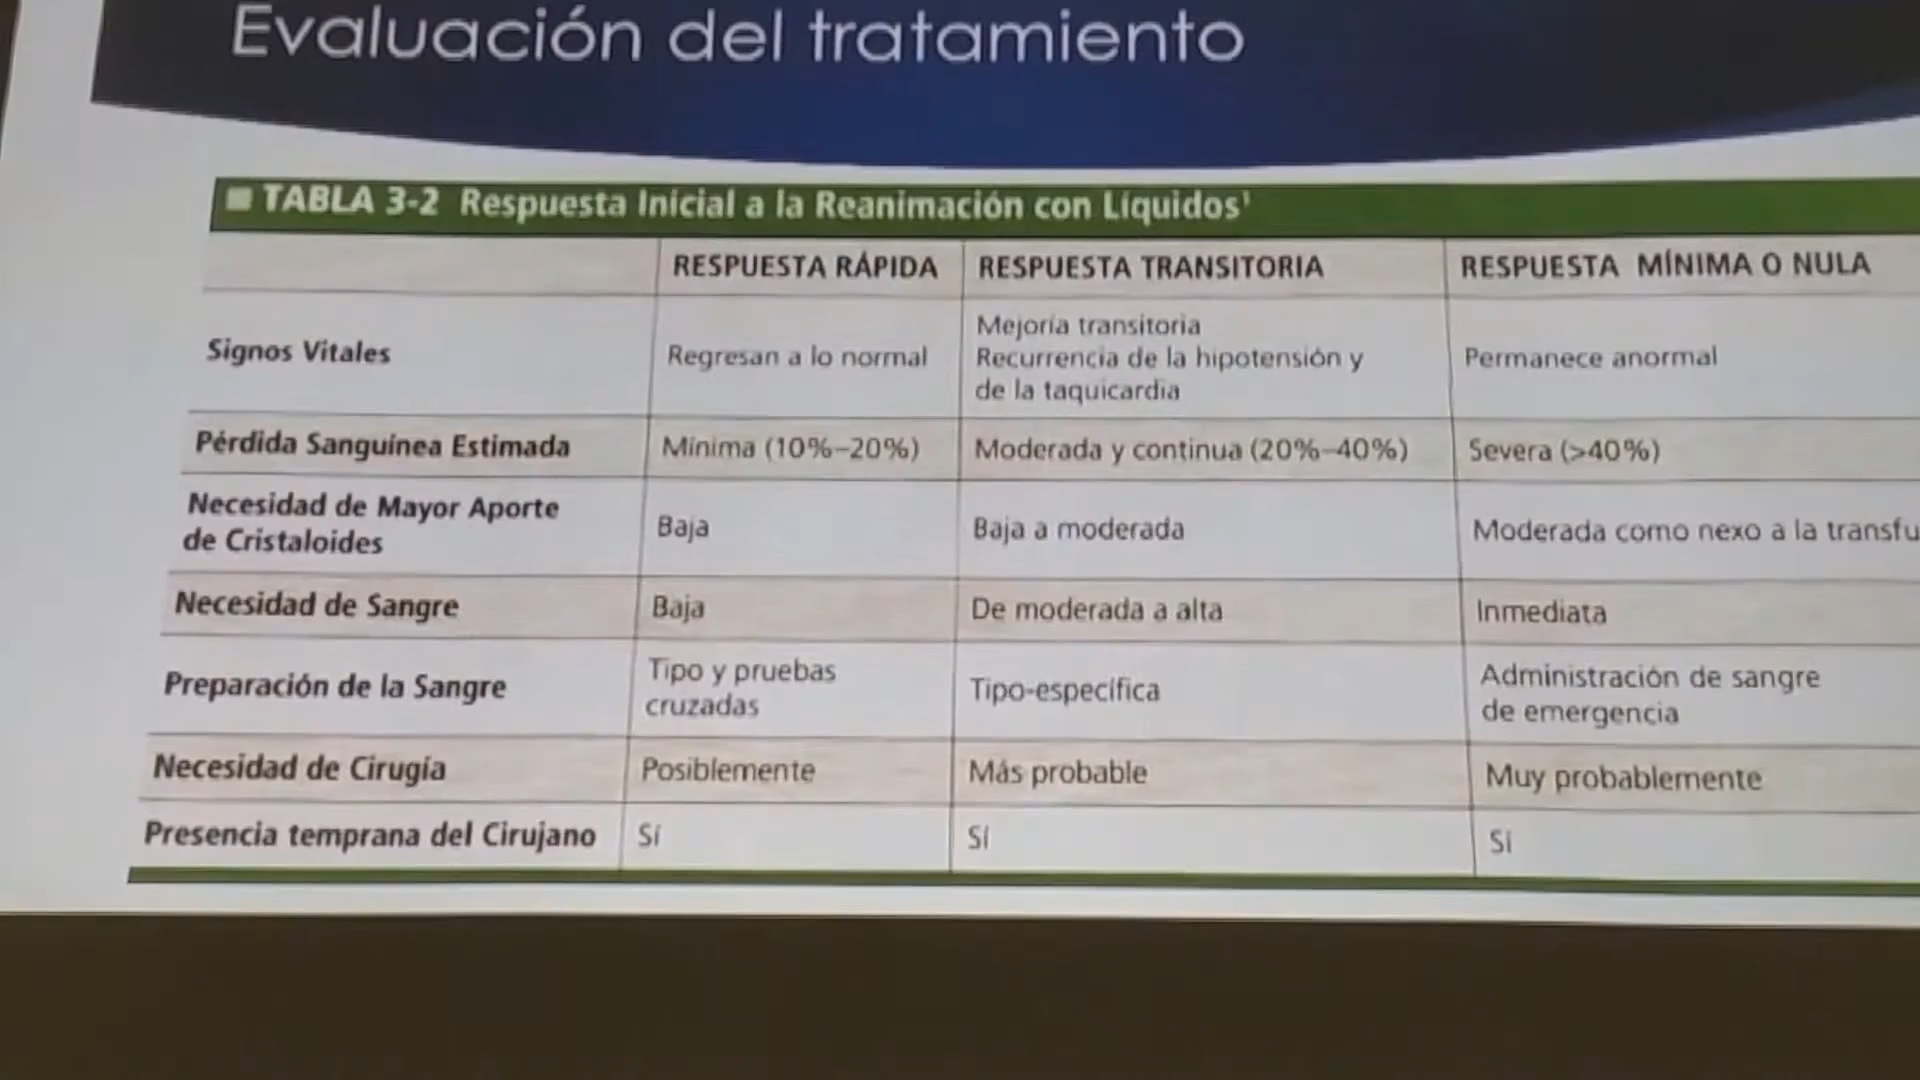 Evaluación del tratamiento
TABLA 3-2 Respuesta Inicial a la Reanimación con Líquidos¹
RESPUESTA RÁPIDA RESPUESTA TRANSITORIA RESPUESTA MÍNIMA O NULA
Signos Vitales
Regresan a lo normal
Mejoría transitoria
Recurrencia de la hipotensión y
de la taquicardia
Permanece anormal
Pérdida Sanguínea Estimada
Mínima (10%–20%)
Moderada y continua (20%–40%)
Severa (>40%)
Necesidad de Mayor Aporte
de Cristaloides
Baja
Baja a moderada
Moderada como nexo a la transfu
Necesidad de Sangre
Baja
De moderada a alta
Inmediata
Preparación de la Sangre
Tipo y pruebas
cruzadas
Tipo-específica
Administración de sangre
de emergencia
Necesidad de Cirugía
Posiblemente
Más probable
Muy probablemente
Presencia temprana del Cirujano
Sí
Sí
Sí